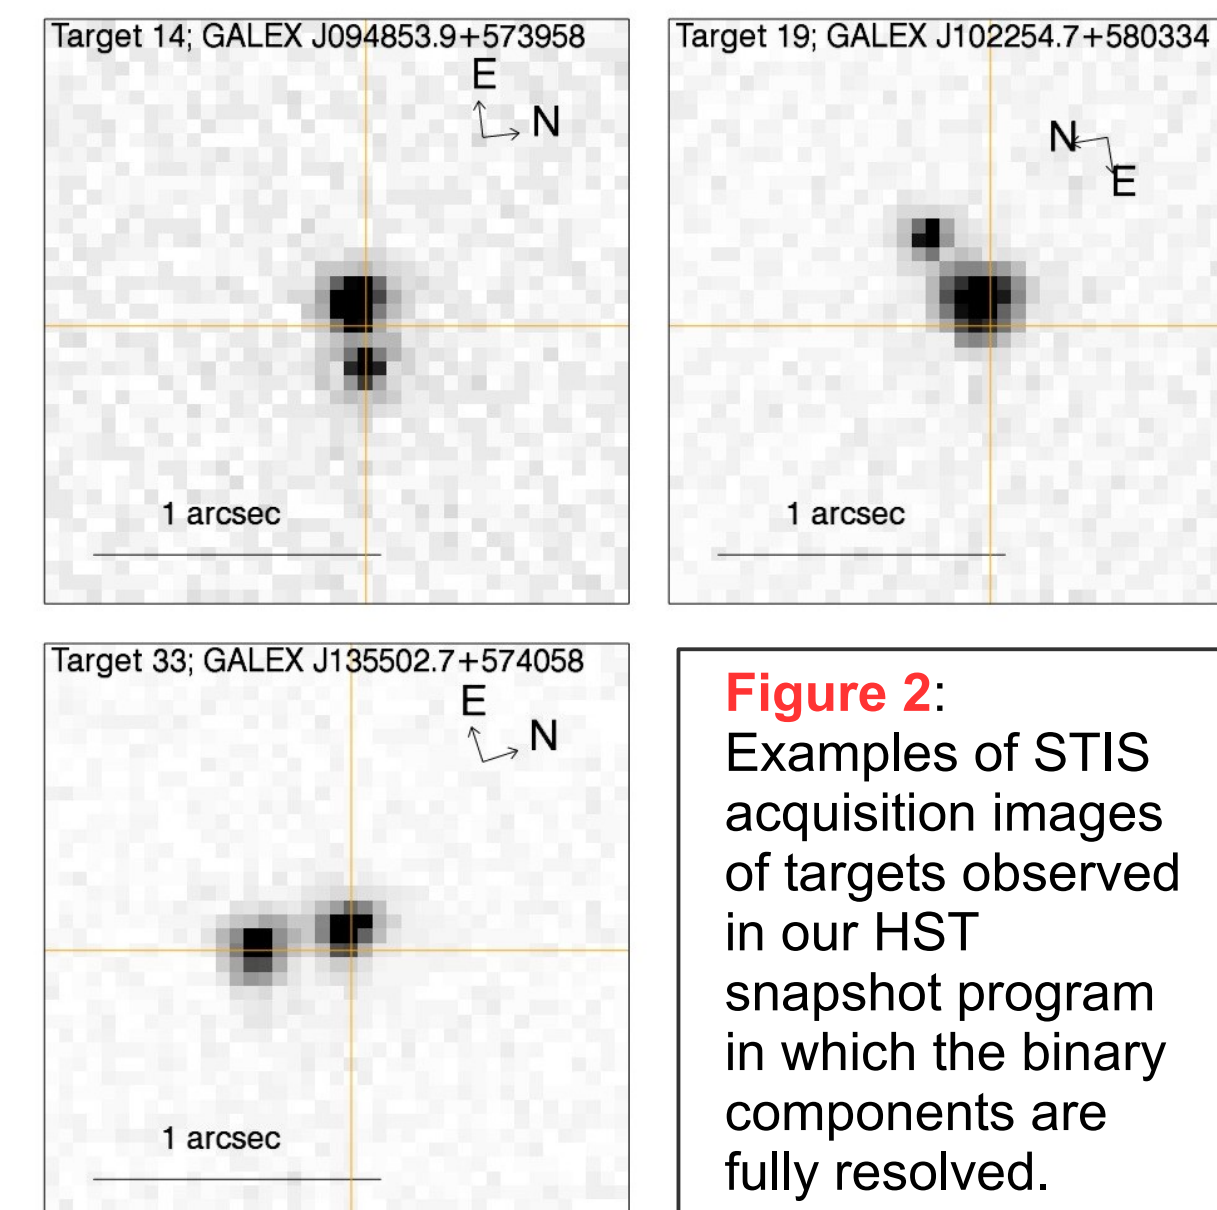 Target 14; GALEX J094853.9+573958
E
N
1 arcsec
Target 19; GALEX J102254.7+580334
N
E
1 arcsec
Target 33; GALEX J135502.7+574058
E
N
1 arcsec
Figure 2:
Examples of STIS
acquisition images
of targets observed
in our HST
snapshot program
in which the binary
components are
fully resolved.